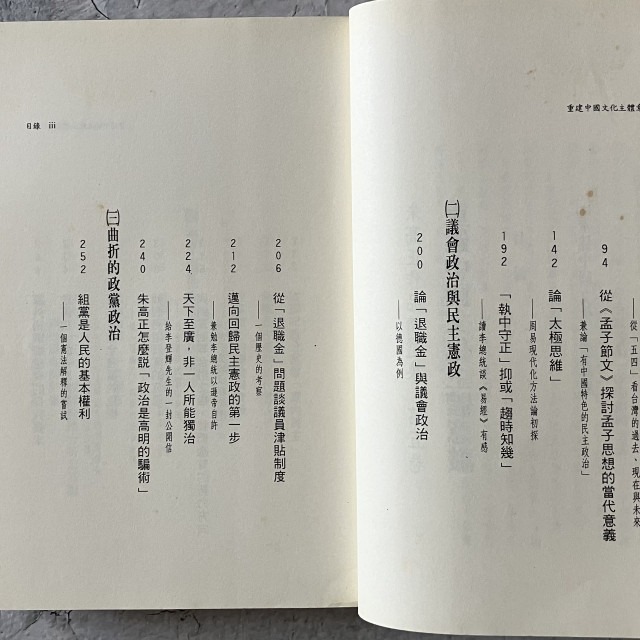 重建中國文化主體意
從「五四」看台灣的過去、現在與未來
94 從《孟子節文》探討孟子思想的當代意義
——兼論「有中國特色的民主政治」
142 論「太極思維」
——周易現代化方法論初探
192 「執中守正」抑或「趨時知幾」
——讀李總統談《易經》有感
㈡議會政治與民主憲政
200 論「退職金」與議會政治
——以德國為例
目錄 iii
206 從「退職金」問題談議員津貼制度
——一個歷史的考察
212 邁向回歸民主憲政的第一步
——兼勉李總統以遜帝自許
224 天下至廣，非一人所能獨治
——給李登輝先生的一封公開信
240 朱高正怎麼說「政治是高明的騙術」
㈢曲折的政黨政治
252 組黨是人民的基本權利
——一個憲法解釋的嘗試